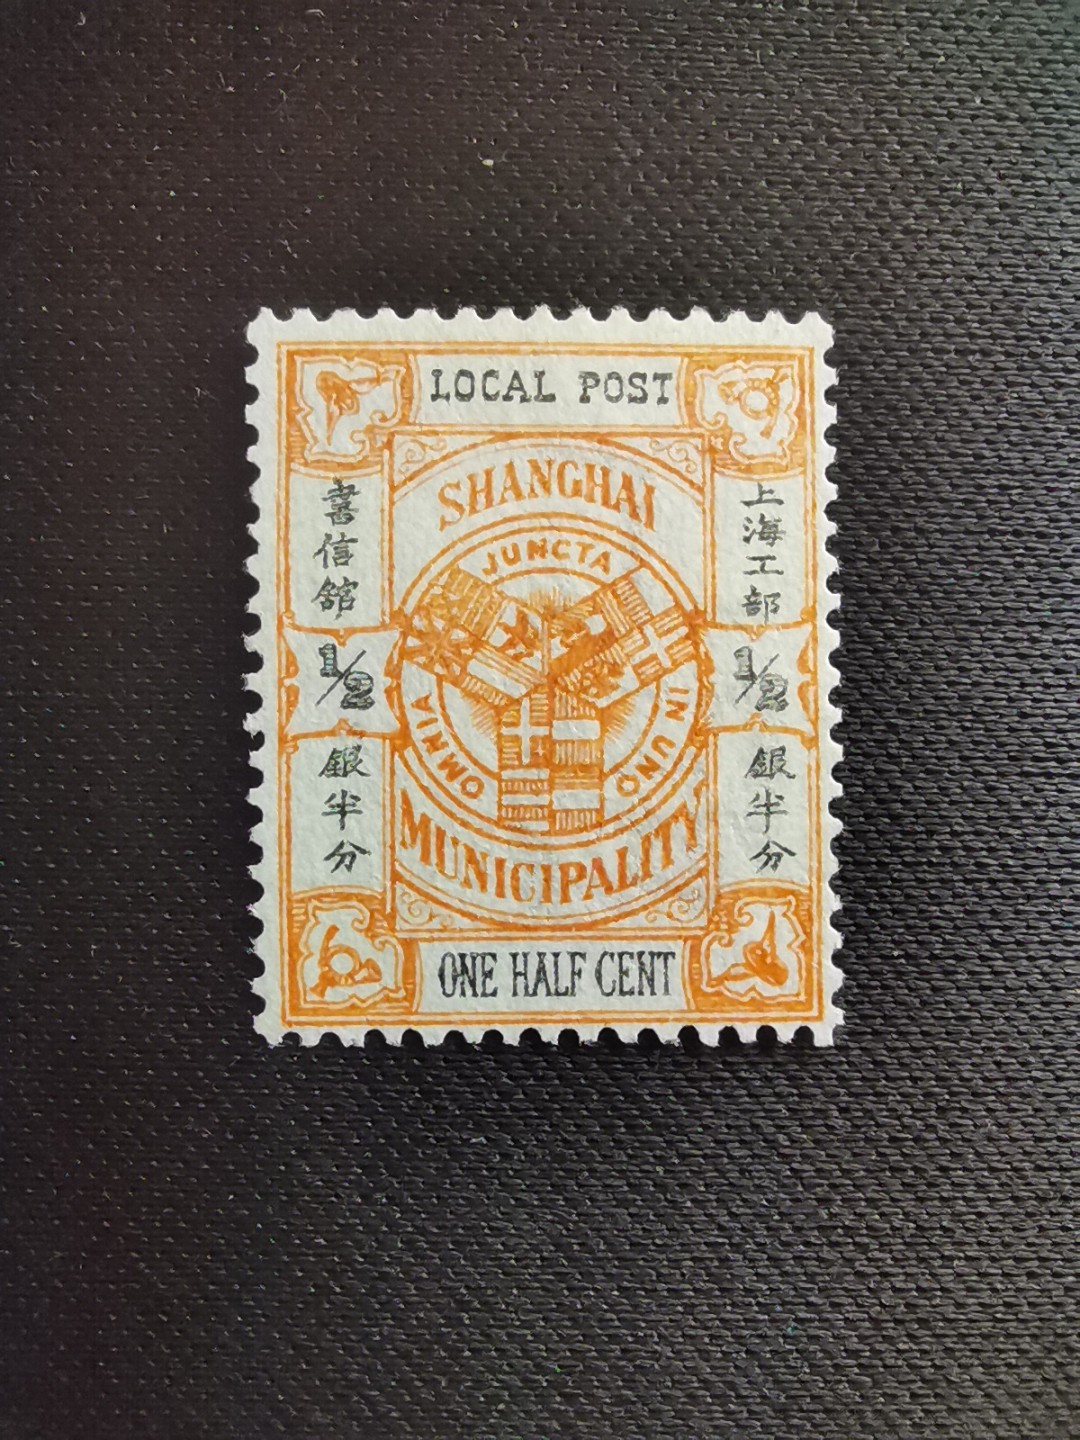 LOCAL POST
SHANGHAI
OMNIA JUNCTA IN UNO
上海工部
書信館
1/2
1/2
銀半分
銀半分
MUNICIPALITY
ONE HALF CENT